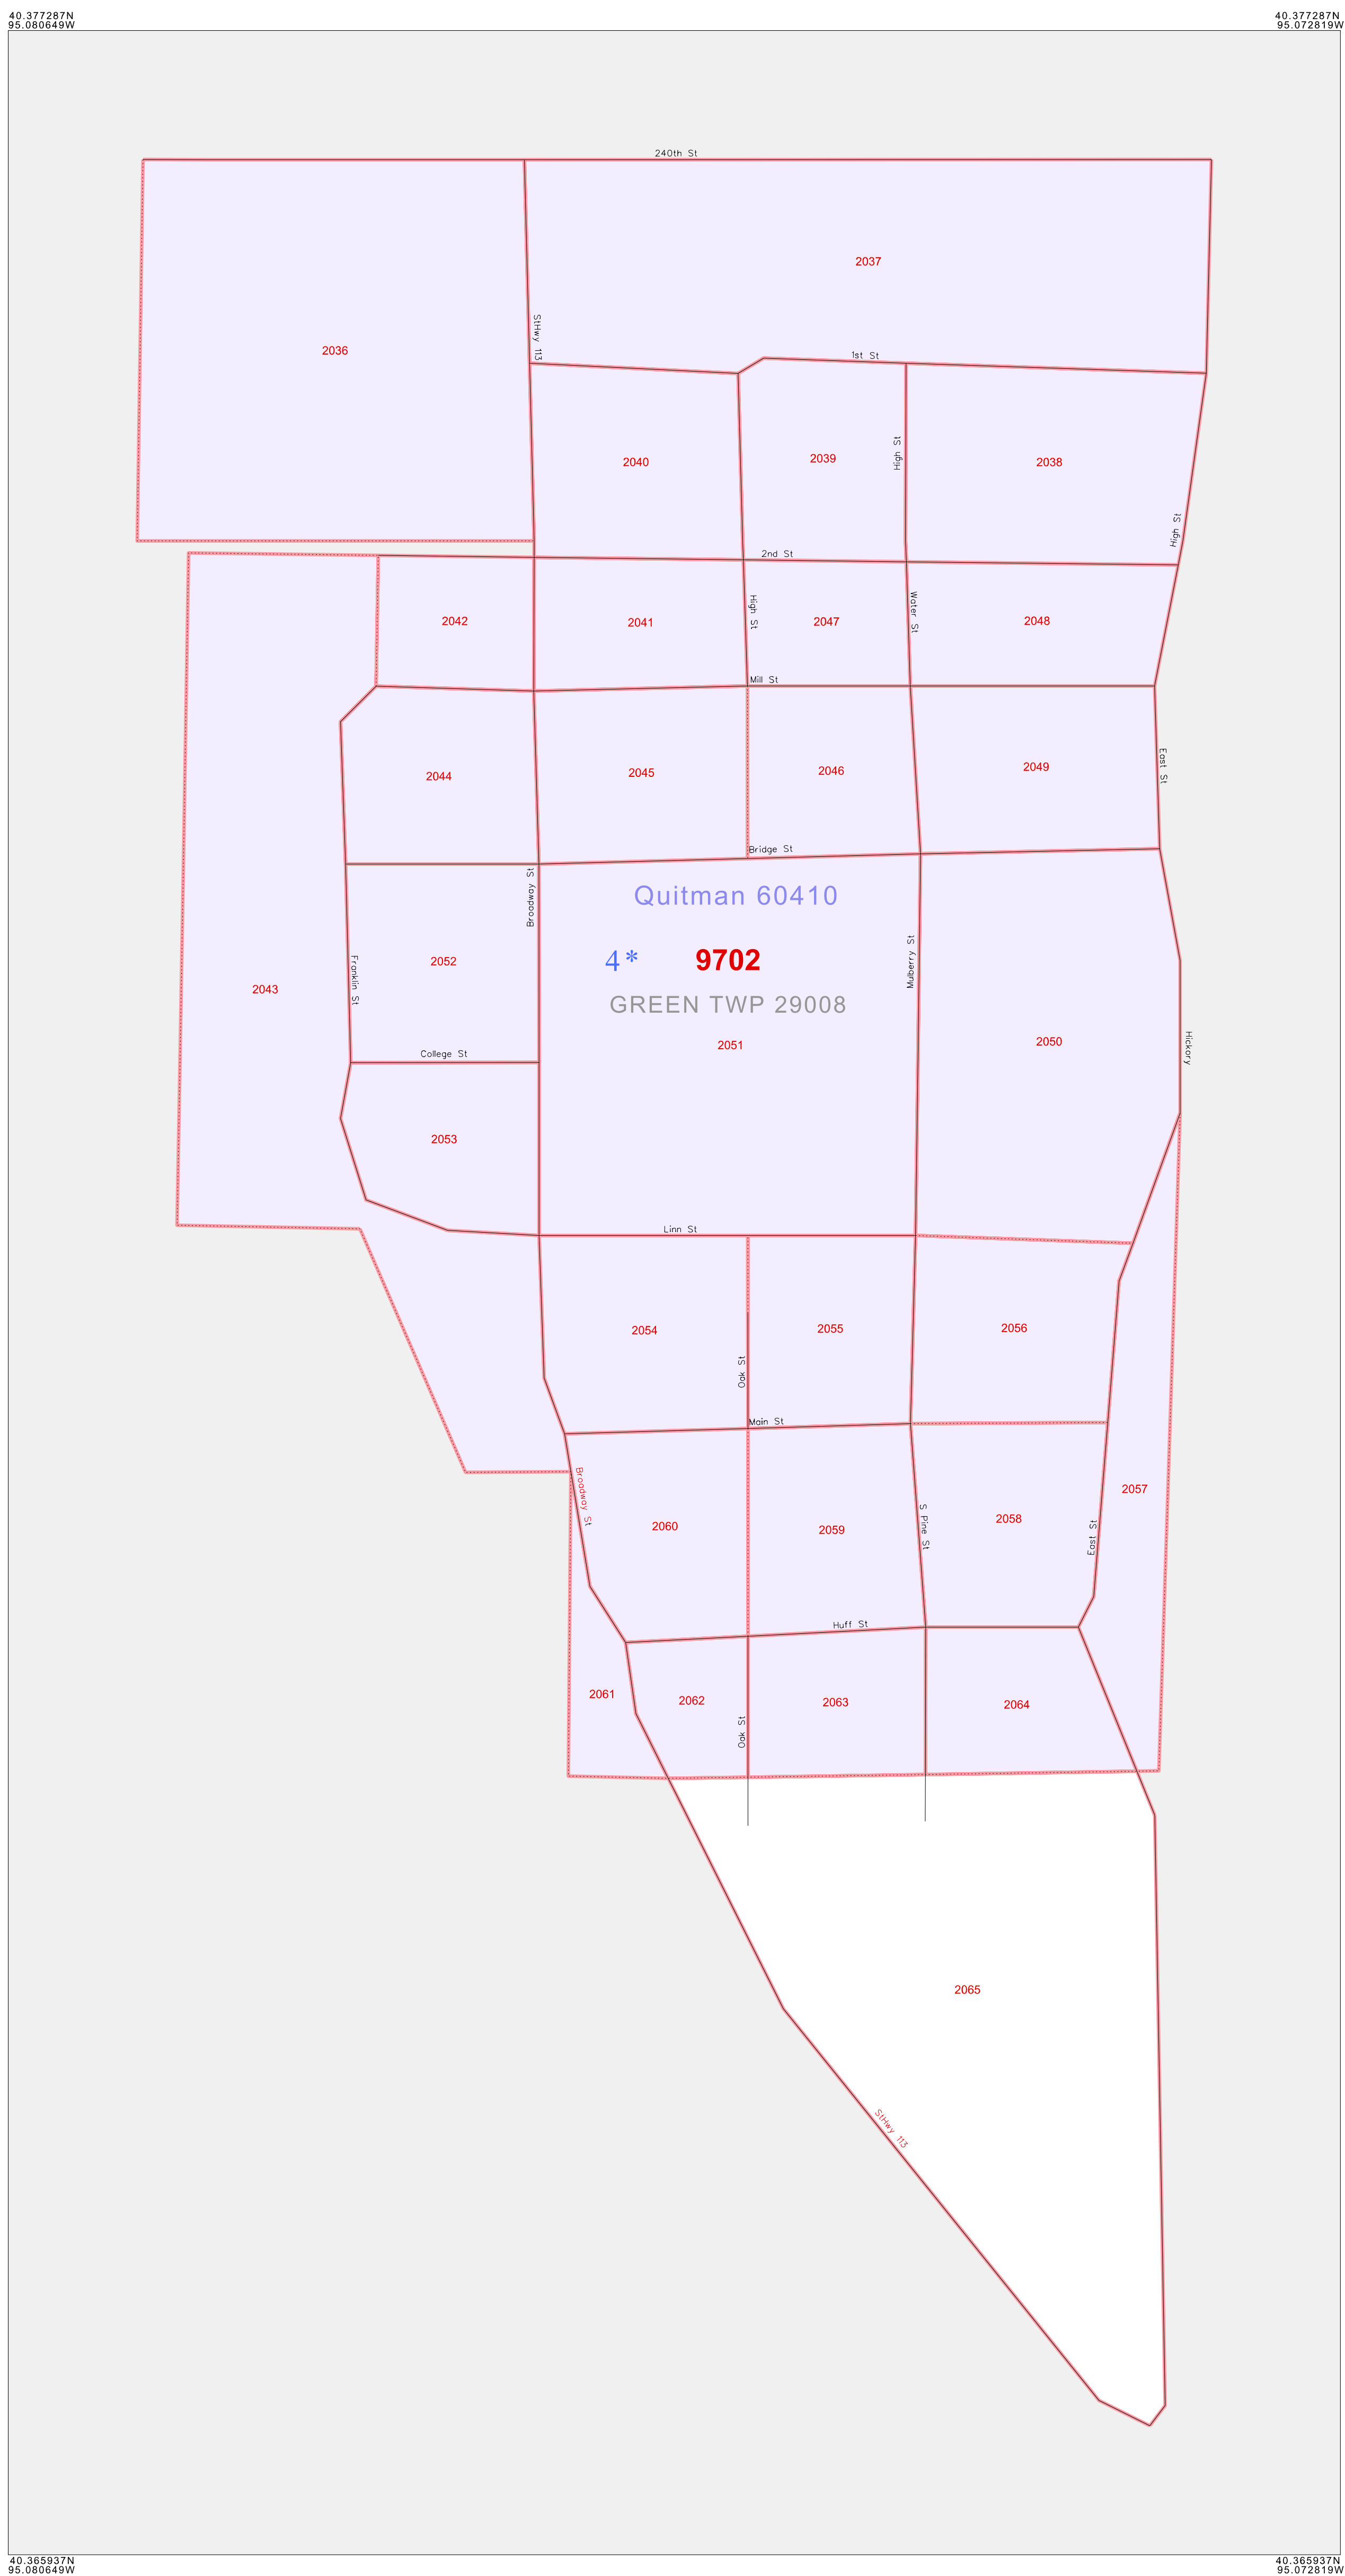 40.377287N
95.080649W
40.377287N
95.072819W
240th St
2037
StHwy 113
2036
1st St
2040
2039
High St
2038
High St
2nd St
2042
2041
High St
2047
Water St
2048
Mill St
2044
2045
2046
2049
East St
Bridge St
Broadway St
Quitman 60410
4* 9702
GREEN TWP 29008
Mulberry St
2043
Franklin St
2052
2051
2050
Hickory
College St
2053
Linn St
2054
2055
2056
Oak St
Main St
Broadway St
2060
2059
S Pine St
2058
East St
2057
Huff St
2061
2062
Oak St
2063
2064
2065
StHwy 113
40.365937N
95.080649W
40.365937N
95.072819W